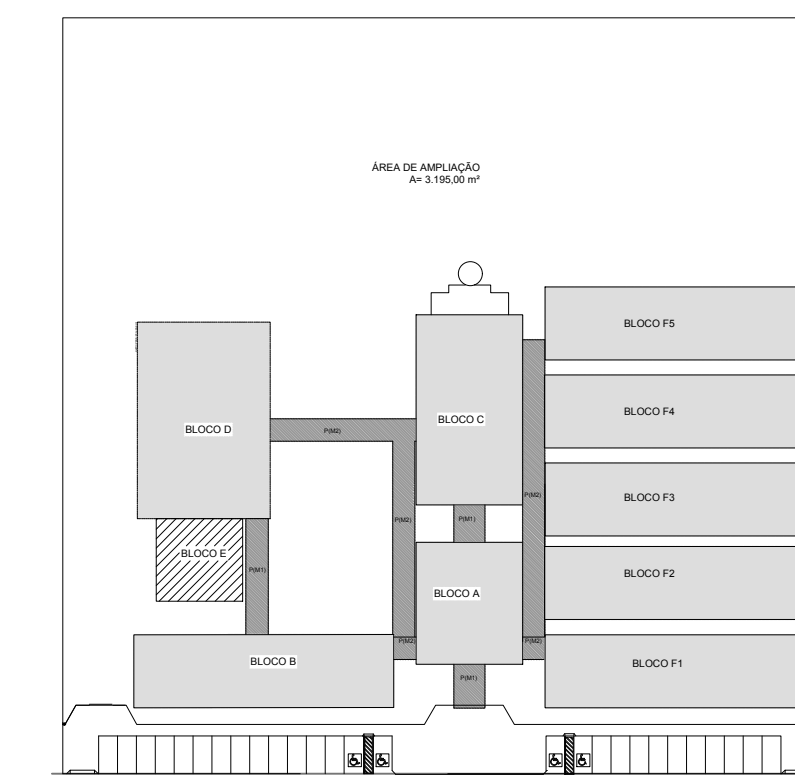 ÁREA DE AMPLIAÇÃO
A= 3.195,00 m²
BLOCO F5
BLOCO F4
BLOCO C
BLOCO D
P(M2)
BLOCO F3
P(M2)
P(M2)
P(M1)
BLOCO E
P(M1)
BLOCO F2
BLOCO A
P(M2)
P(M2)
BLOCO B
BLOCO F1
P(M1)